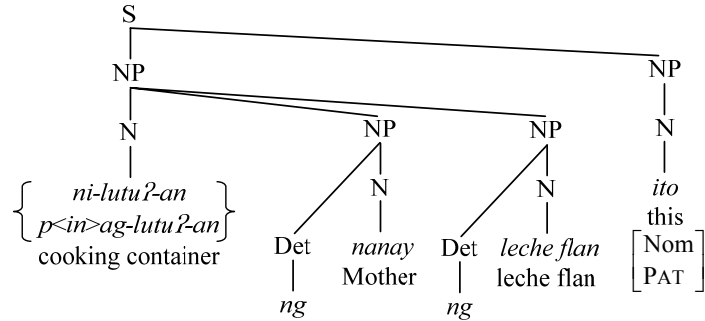 S
NP NP
N NP NP N
ni-lutuʔ-an
p<in>ag-lutuʔ-an
cooking container
N N
ito
this
[Nom
PAT]
Det nanay Det leche flan
Mother leche flan
ng ng